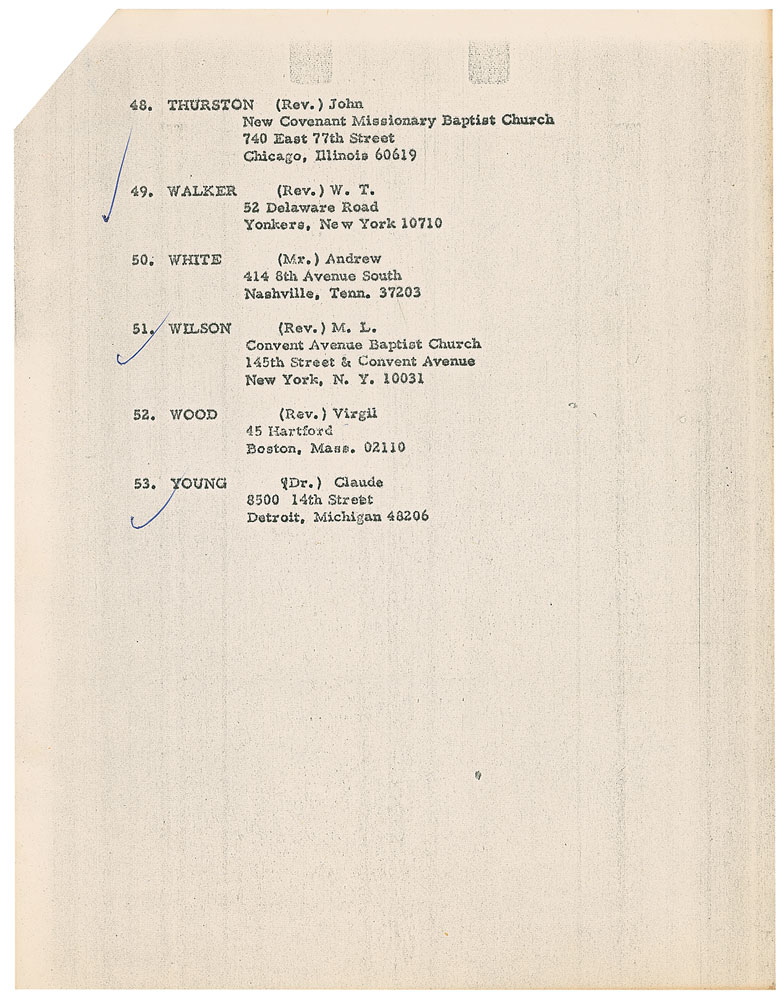 48. THURSTON (Rev.) John
New Covenant Missionary Baptist Church
740 East 77th Street
Chicago, Illinois 60619
49. WALKER (Rev.) W. T.
52 Delaware Road
Yonkers, New York 10710
50. WHITE (Mr.) Andrew
414 8th Avenue South
Nashville, Tenn. 37203
51. WILSON (Rev.) M. L.
Convent Avenue Baptist Church
145th Street & Convent Avenue
New York, N. Y. 10031
52. WOOD (Rev.) Virgil
45 Hartford
Boston, Mass. 02110
53. YOUNG (Dr.) Claude
8500 14th Street
Detroit, Michigan 48206